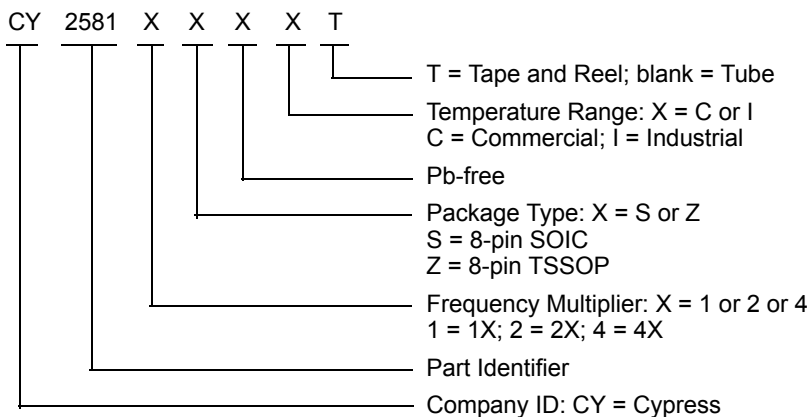 CY 2581 X X X X T
T = Tape and Reel; blank = Tube
Temperature Range: X = C or I
C = Commercial; I = Industrial
Pb-free
Package Type: X = S or Z
S = 8-pin SOIC
Z = 8-pin TSSOP
Frequency Multiplier: X = 1 or 2 or 4
1 = 1X; 2 = 2X; 4 = 4X
Part Identifier
Company ID: CY = Cypress